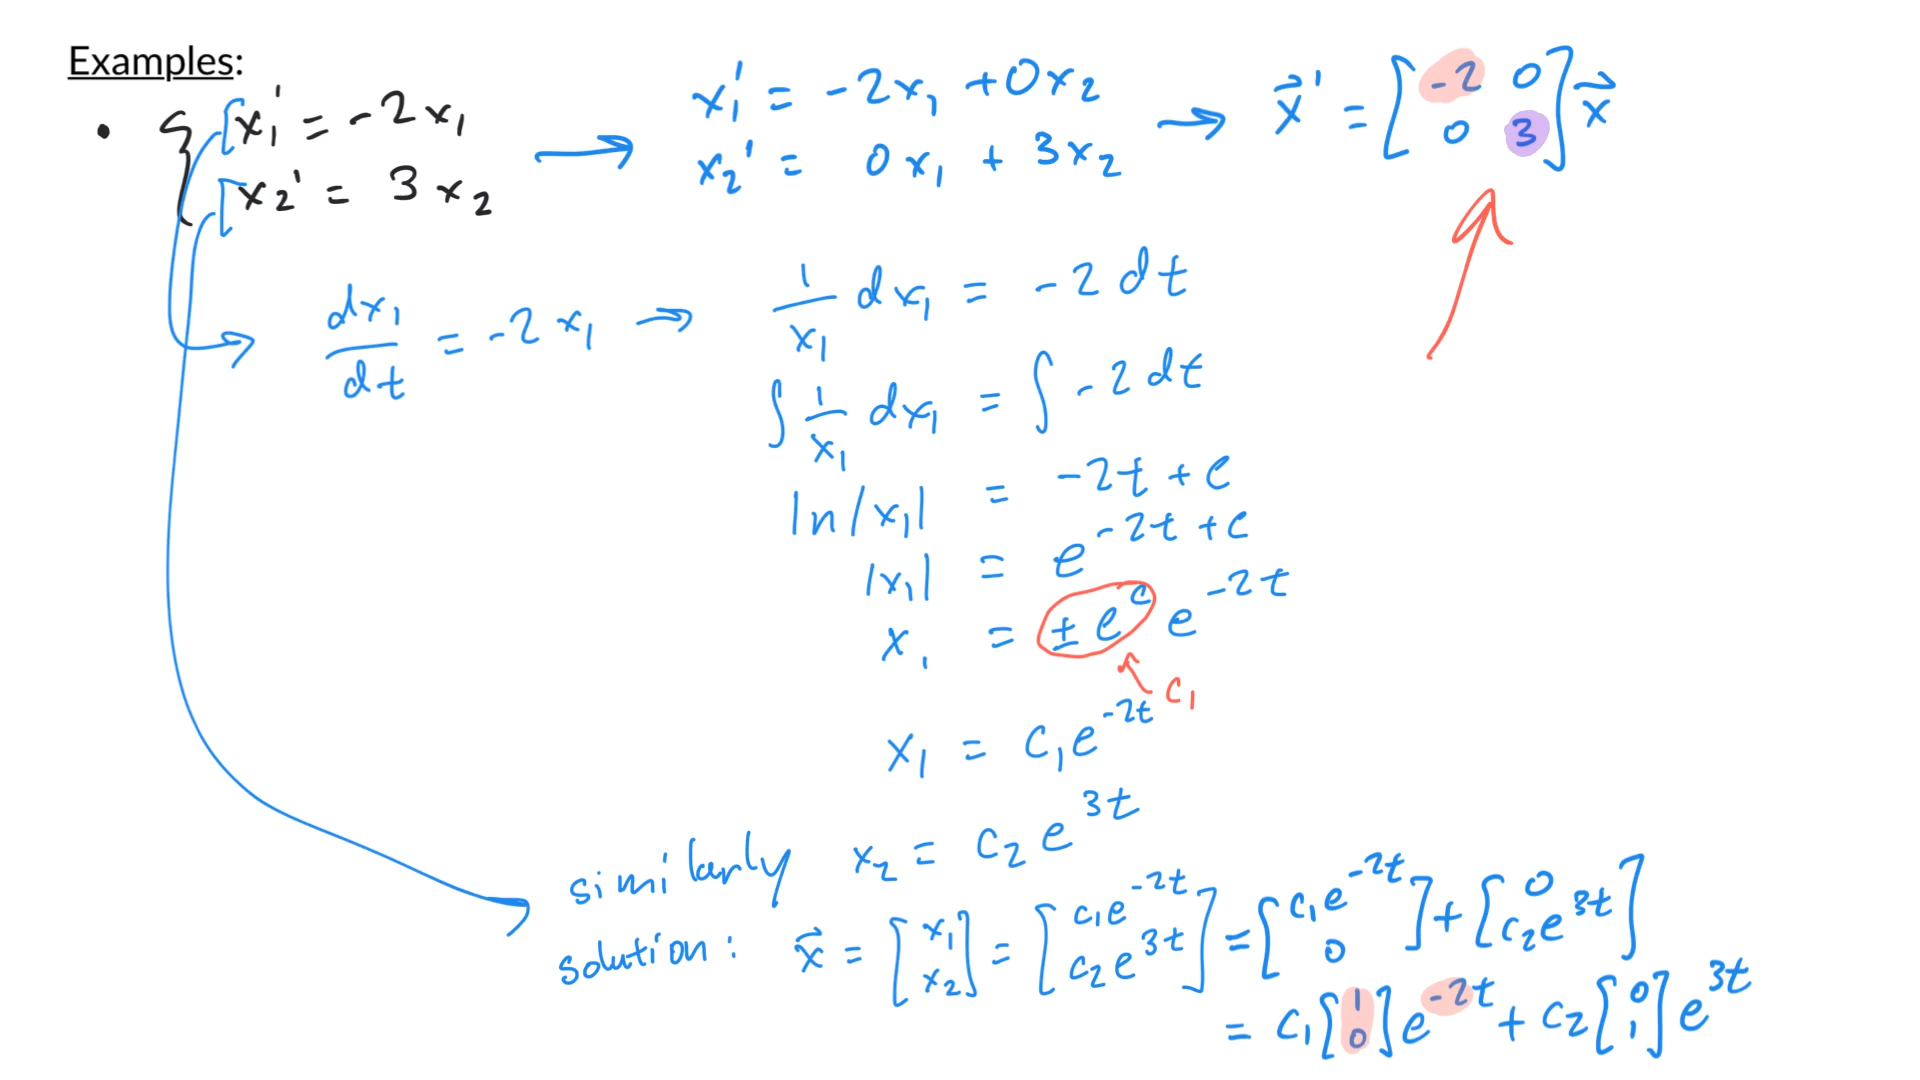 Examples:
• { x₁' = -2x₁ → x₁' = -2x₁ + 0x₂ → x⃗' = [-2 0; 0 3] x⃗
x₂' = 3x₂ x₂' = 0x₁ + 3x₂
dx₁/dt = -2x₁ → 1/x₁ dx₁ = -2 dt
∫ 1/x₁ dx₁ = ∫ -2 dt
ln|x₁| = -2t + c
|x₁| = e^(-2t + c)
x₁ = ± e^c e^(-2t)
c₁
x₁ = c₁e^(-2t)
similarly x₂ = c₂ e^(3t)
solution: x⃗ = [x₁; x₂] = [c₁e^(-2t); c₂e^(3t)] = [c₁e^(-2t); 0] + [0; c₂e^(3t)]
= c₁[1; 0]e^(-2t) + c₂[0; 1]e^(3t)